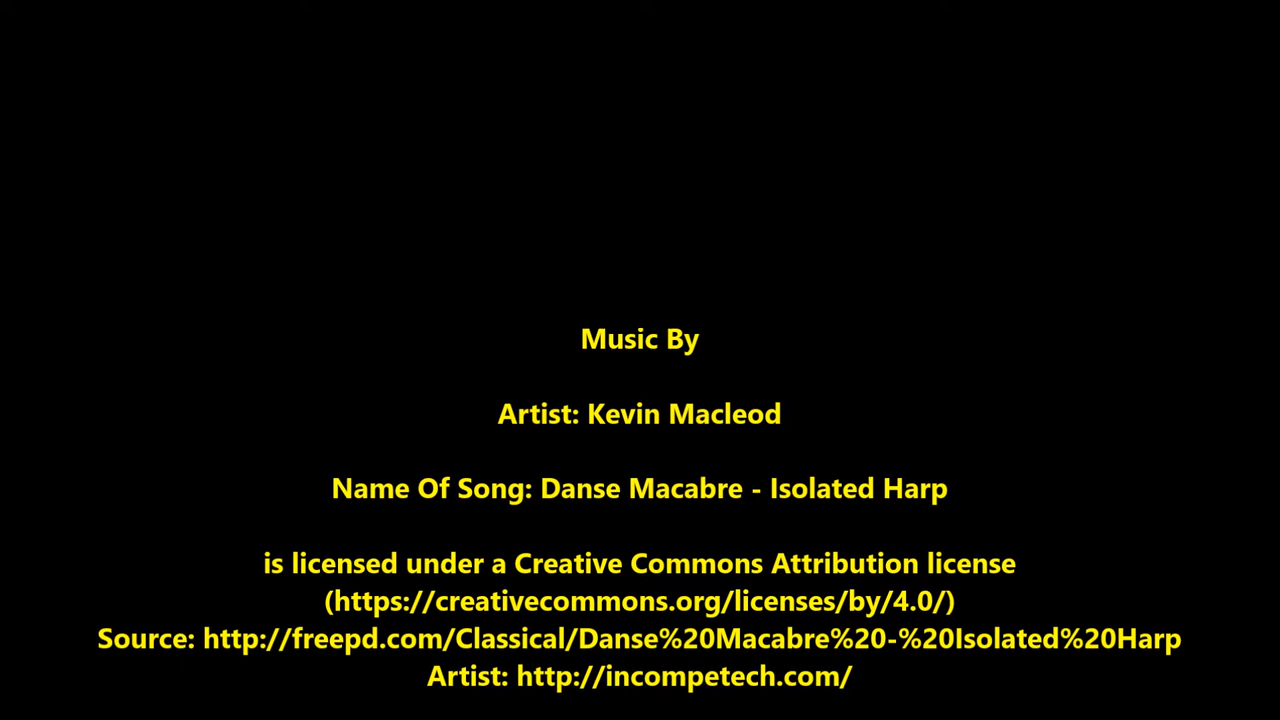 Music By
Artist: Kevin Macleod
Name Of Song: Danse Macabre - Isolated Harp
is licensed under a Creative Commons Attribution license
(https://creativecommons.org/licenses/by/4.0/)
Source: http://freepd.com/Classical/Danse%20Macabre%20-%20Isolated%20Harp
Artist: http://incompetech.com/